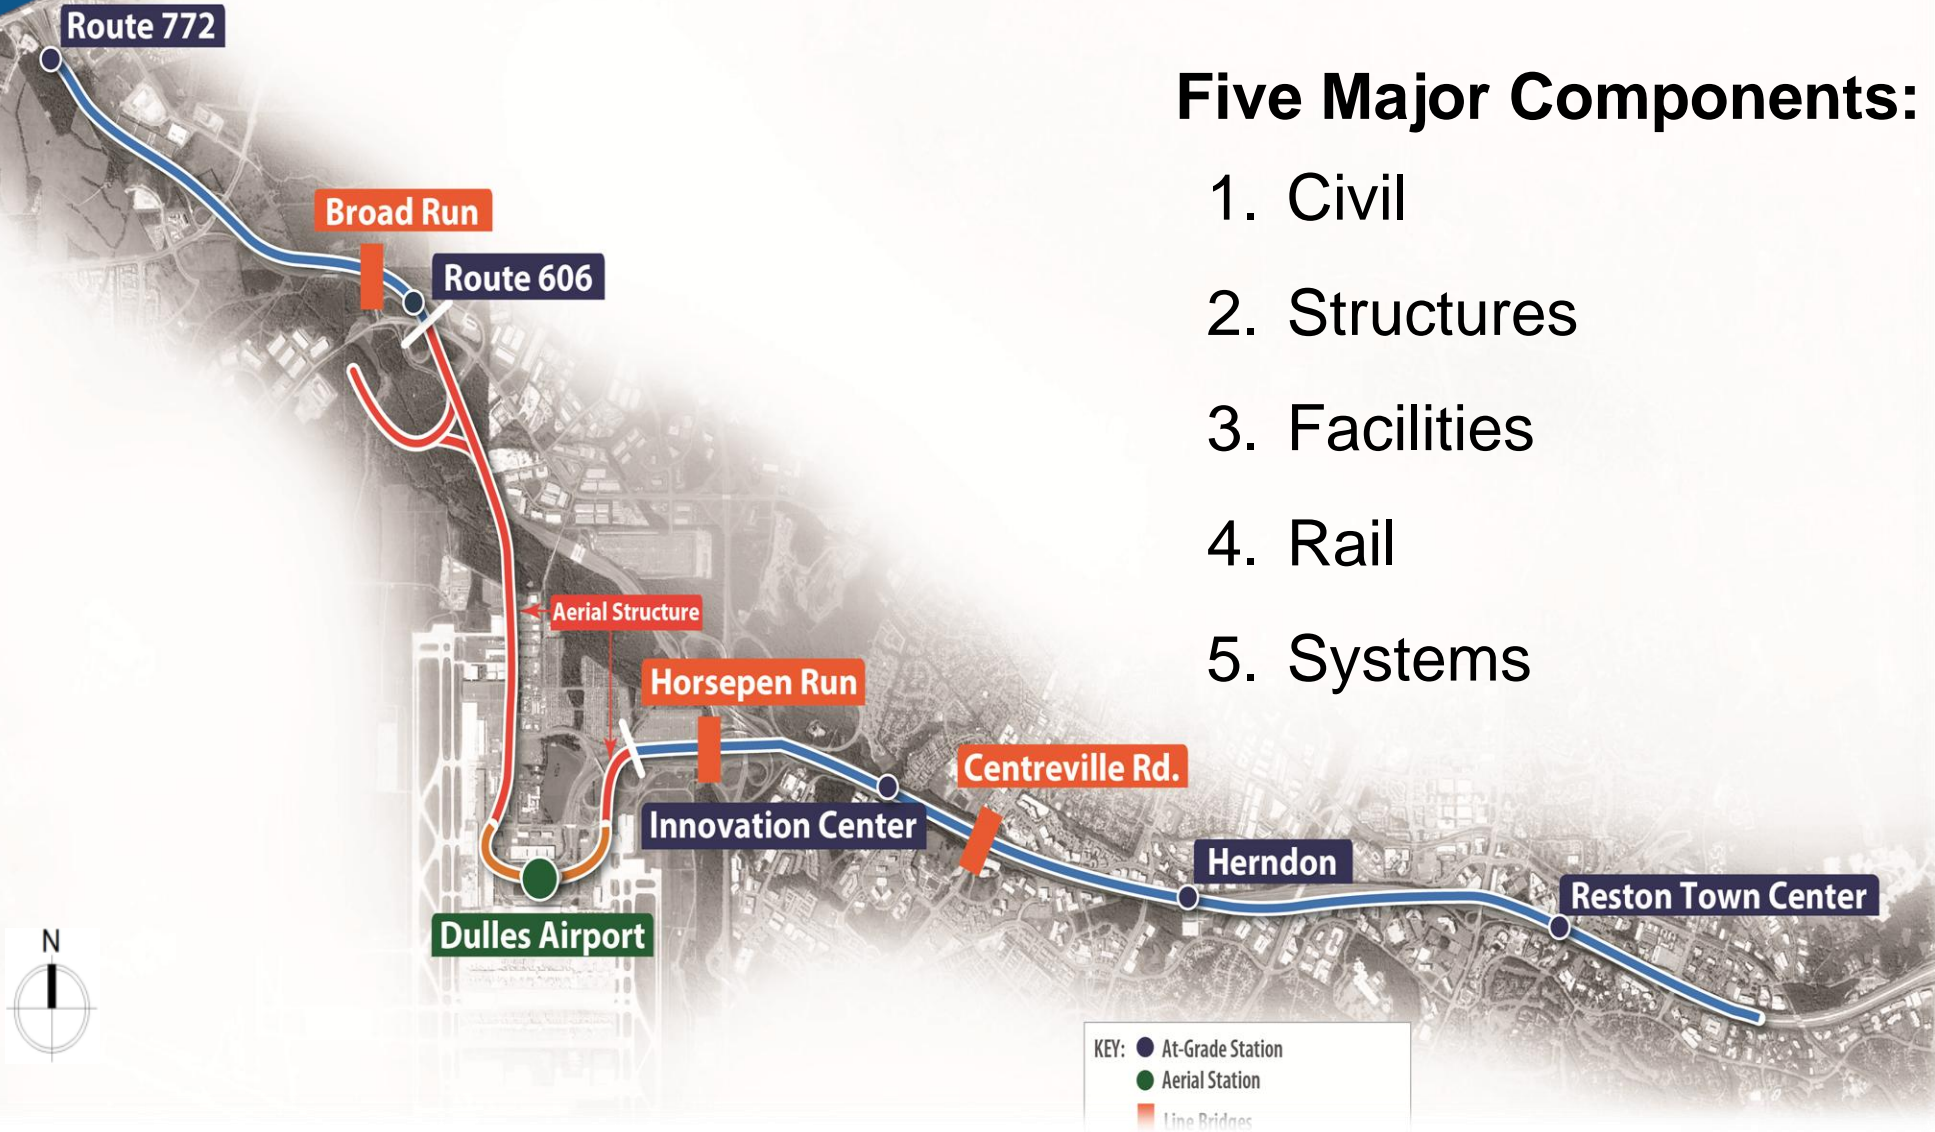 Route 772
Five Major Components:
1. Civil
2. Structures
3. Facilities
4. Rail
5. Systems
Broad Run
Route 606
Aerial Structure
Horsepen Run
Centreville Rd.
Innovation Center
Herndon
Reston Town Center
Dulles Airport
N
KEY: At-Grade Station
Aerial Station
Line Bridges